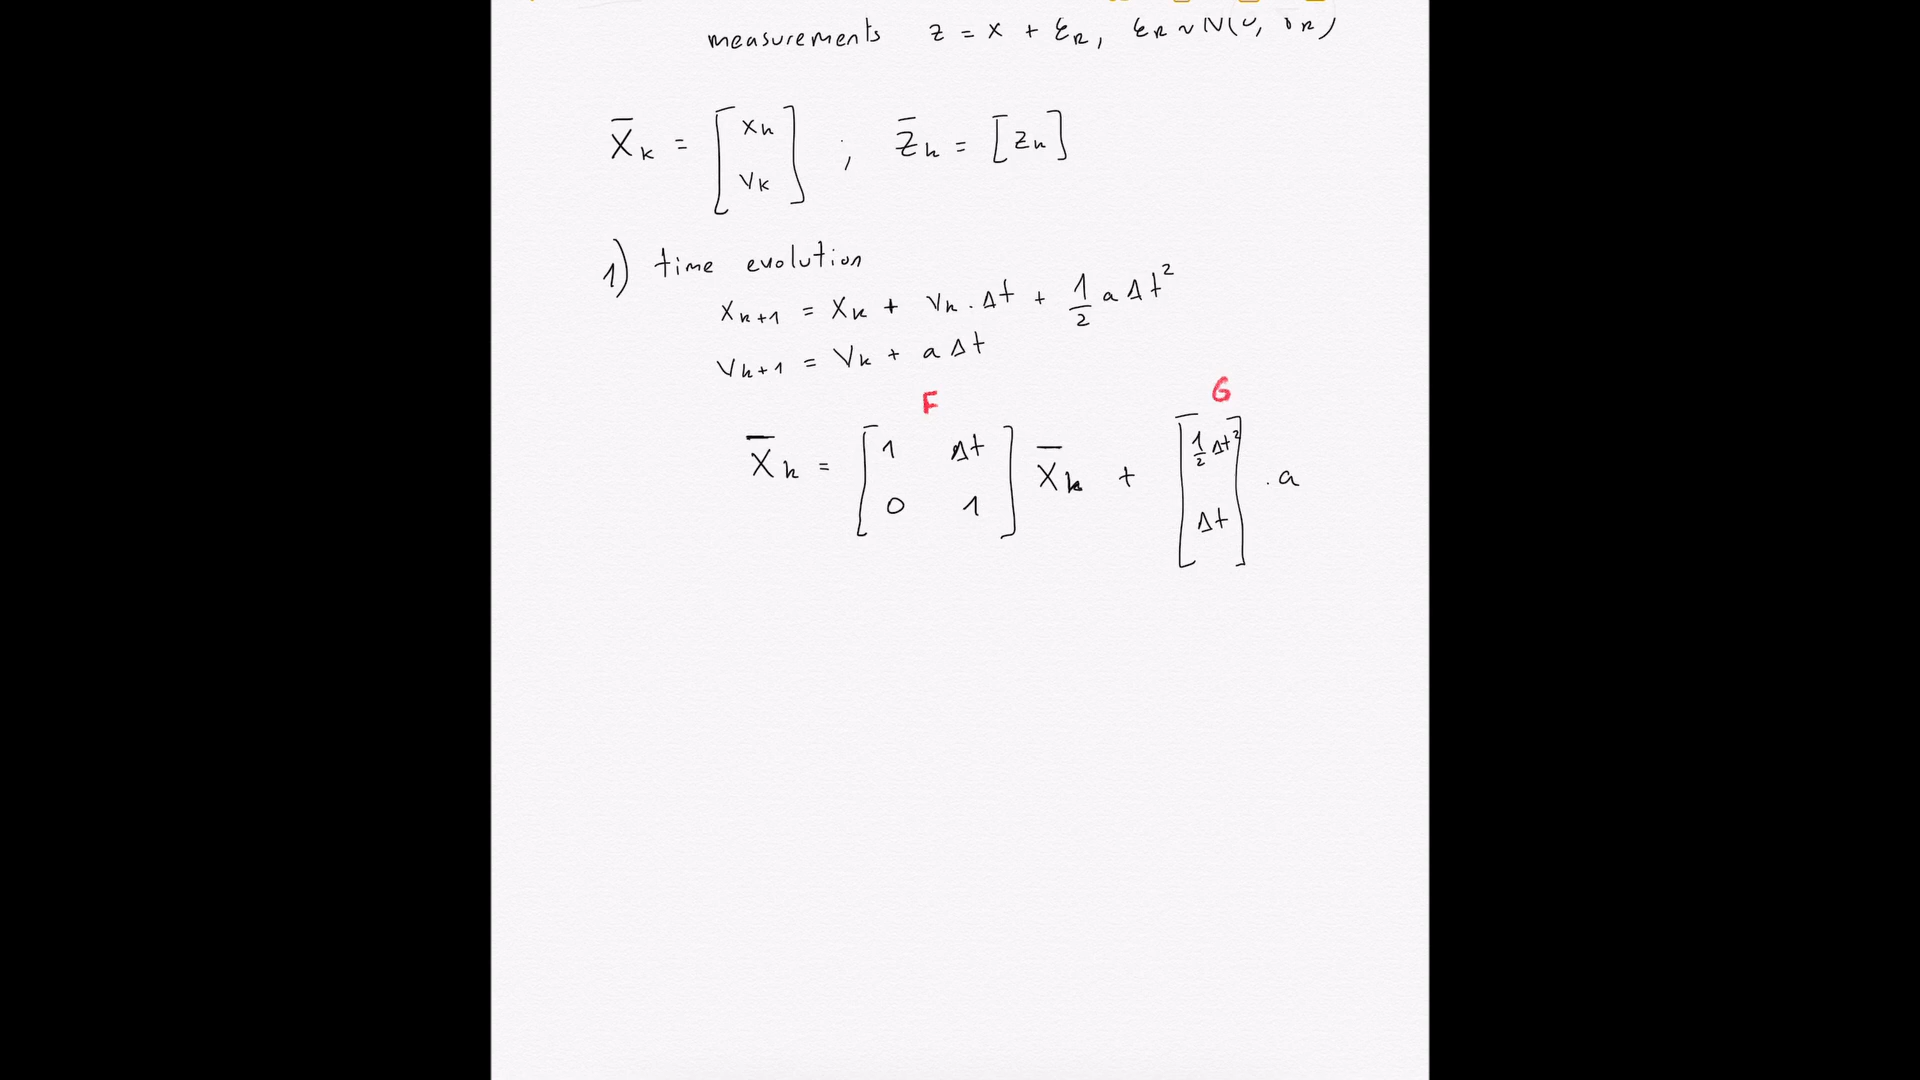 measurements z = x + ε_R, ε_R ~ N(0, σ_R)
X̄_k = [x_k v_k] ; z̄_k = [z_k]
1) time evolution
x_{k+1} = x_k + v_k . Δt + 1/2 a Δt²
v_{k+1} = v_k + a Δt
F G
X̄_k = [1 Δt 0 1] X̄_k + [1/2 Δt² Δt] . a